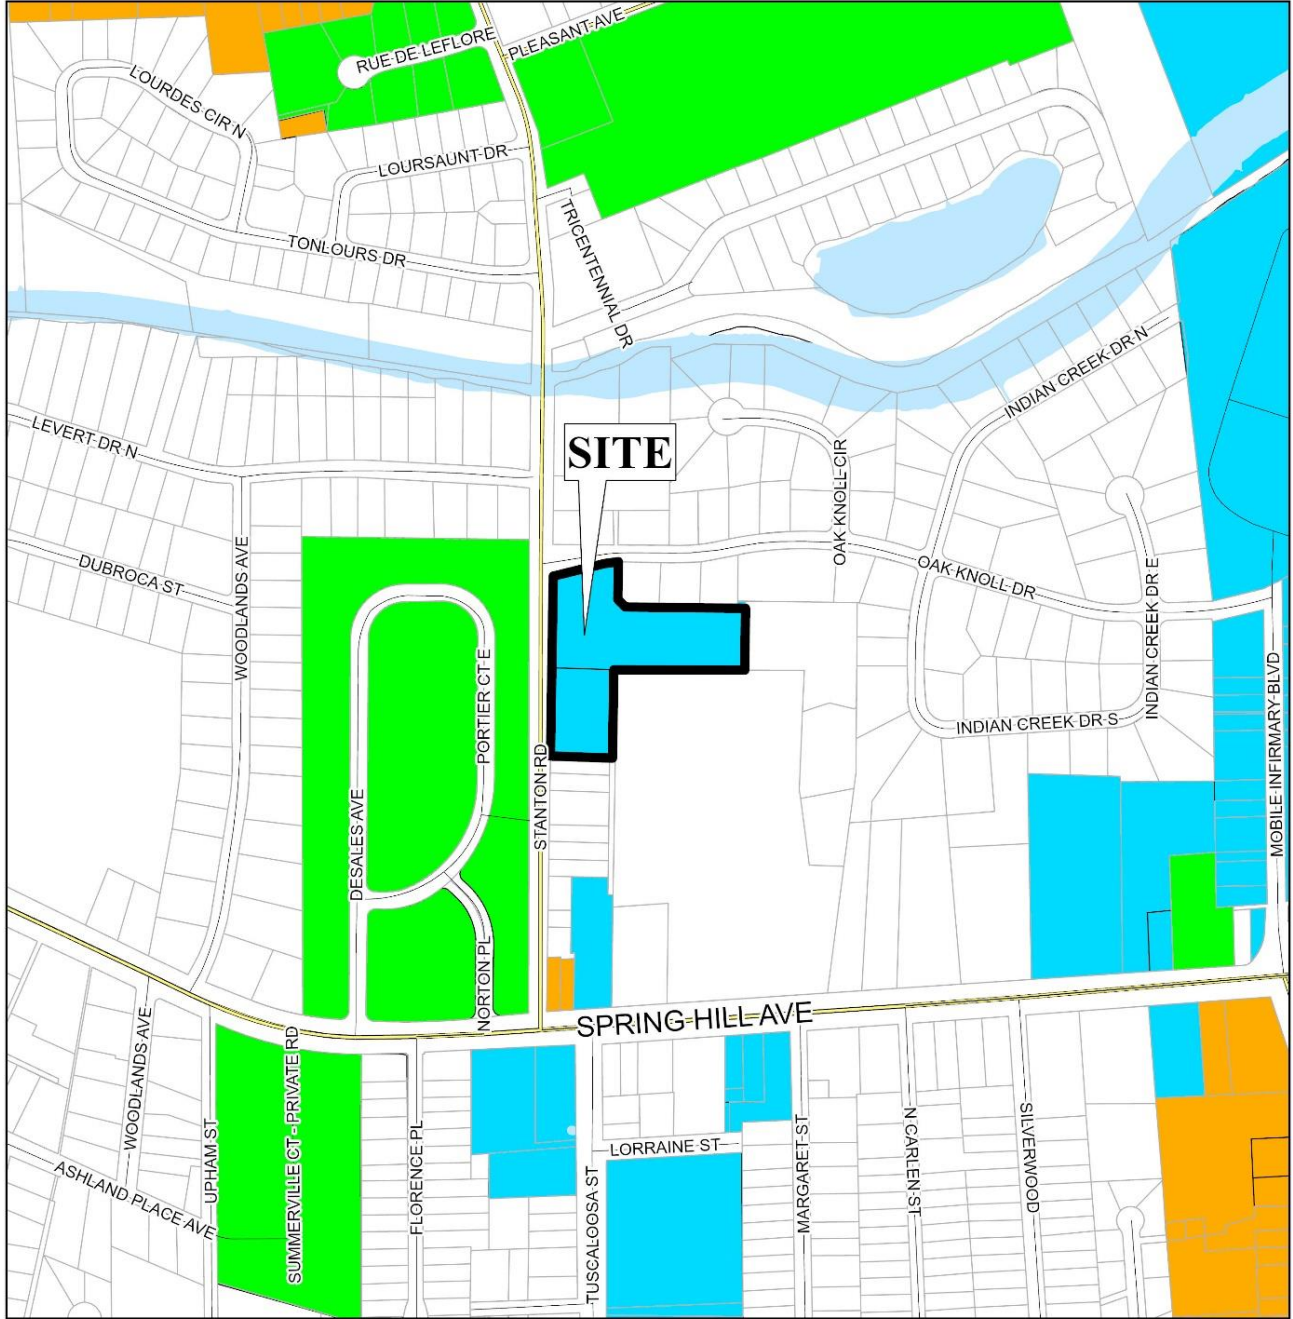 PLEASANT AVE
RUE DE LEFLORE
LOURDES CIR N
LOURSAUNT DR
TRICENTENNIAL DR
TONLOURS DR
INDIAN CREEK DR N
LEVERT DR N
SITE
OAK KNOLL CIR
WOODLANDS AVE
DUBROCA ST
OAK KNOLL DR
INDIAN CREEK DR E
PORTIER CT E
MOBILE INFIRMARY BLVD
INDIAN CREEK DR S
STANTON RD
DESALES AVE
NORTON PL
SPRING HILL AVE
WOODLANDS AVE
SUMMERVILLE CT - PRIVATE RD
UPHAM ST
FLORENCE PL
LORRAINE ST
MARGARET ST
N CARLEN ST
SILVERWOOD
ASHLAND PLACE AVE
TUSCALOOSA ST